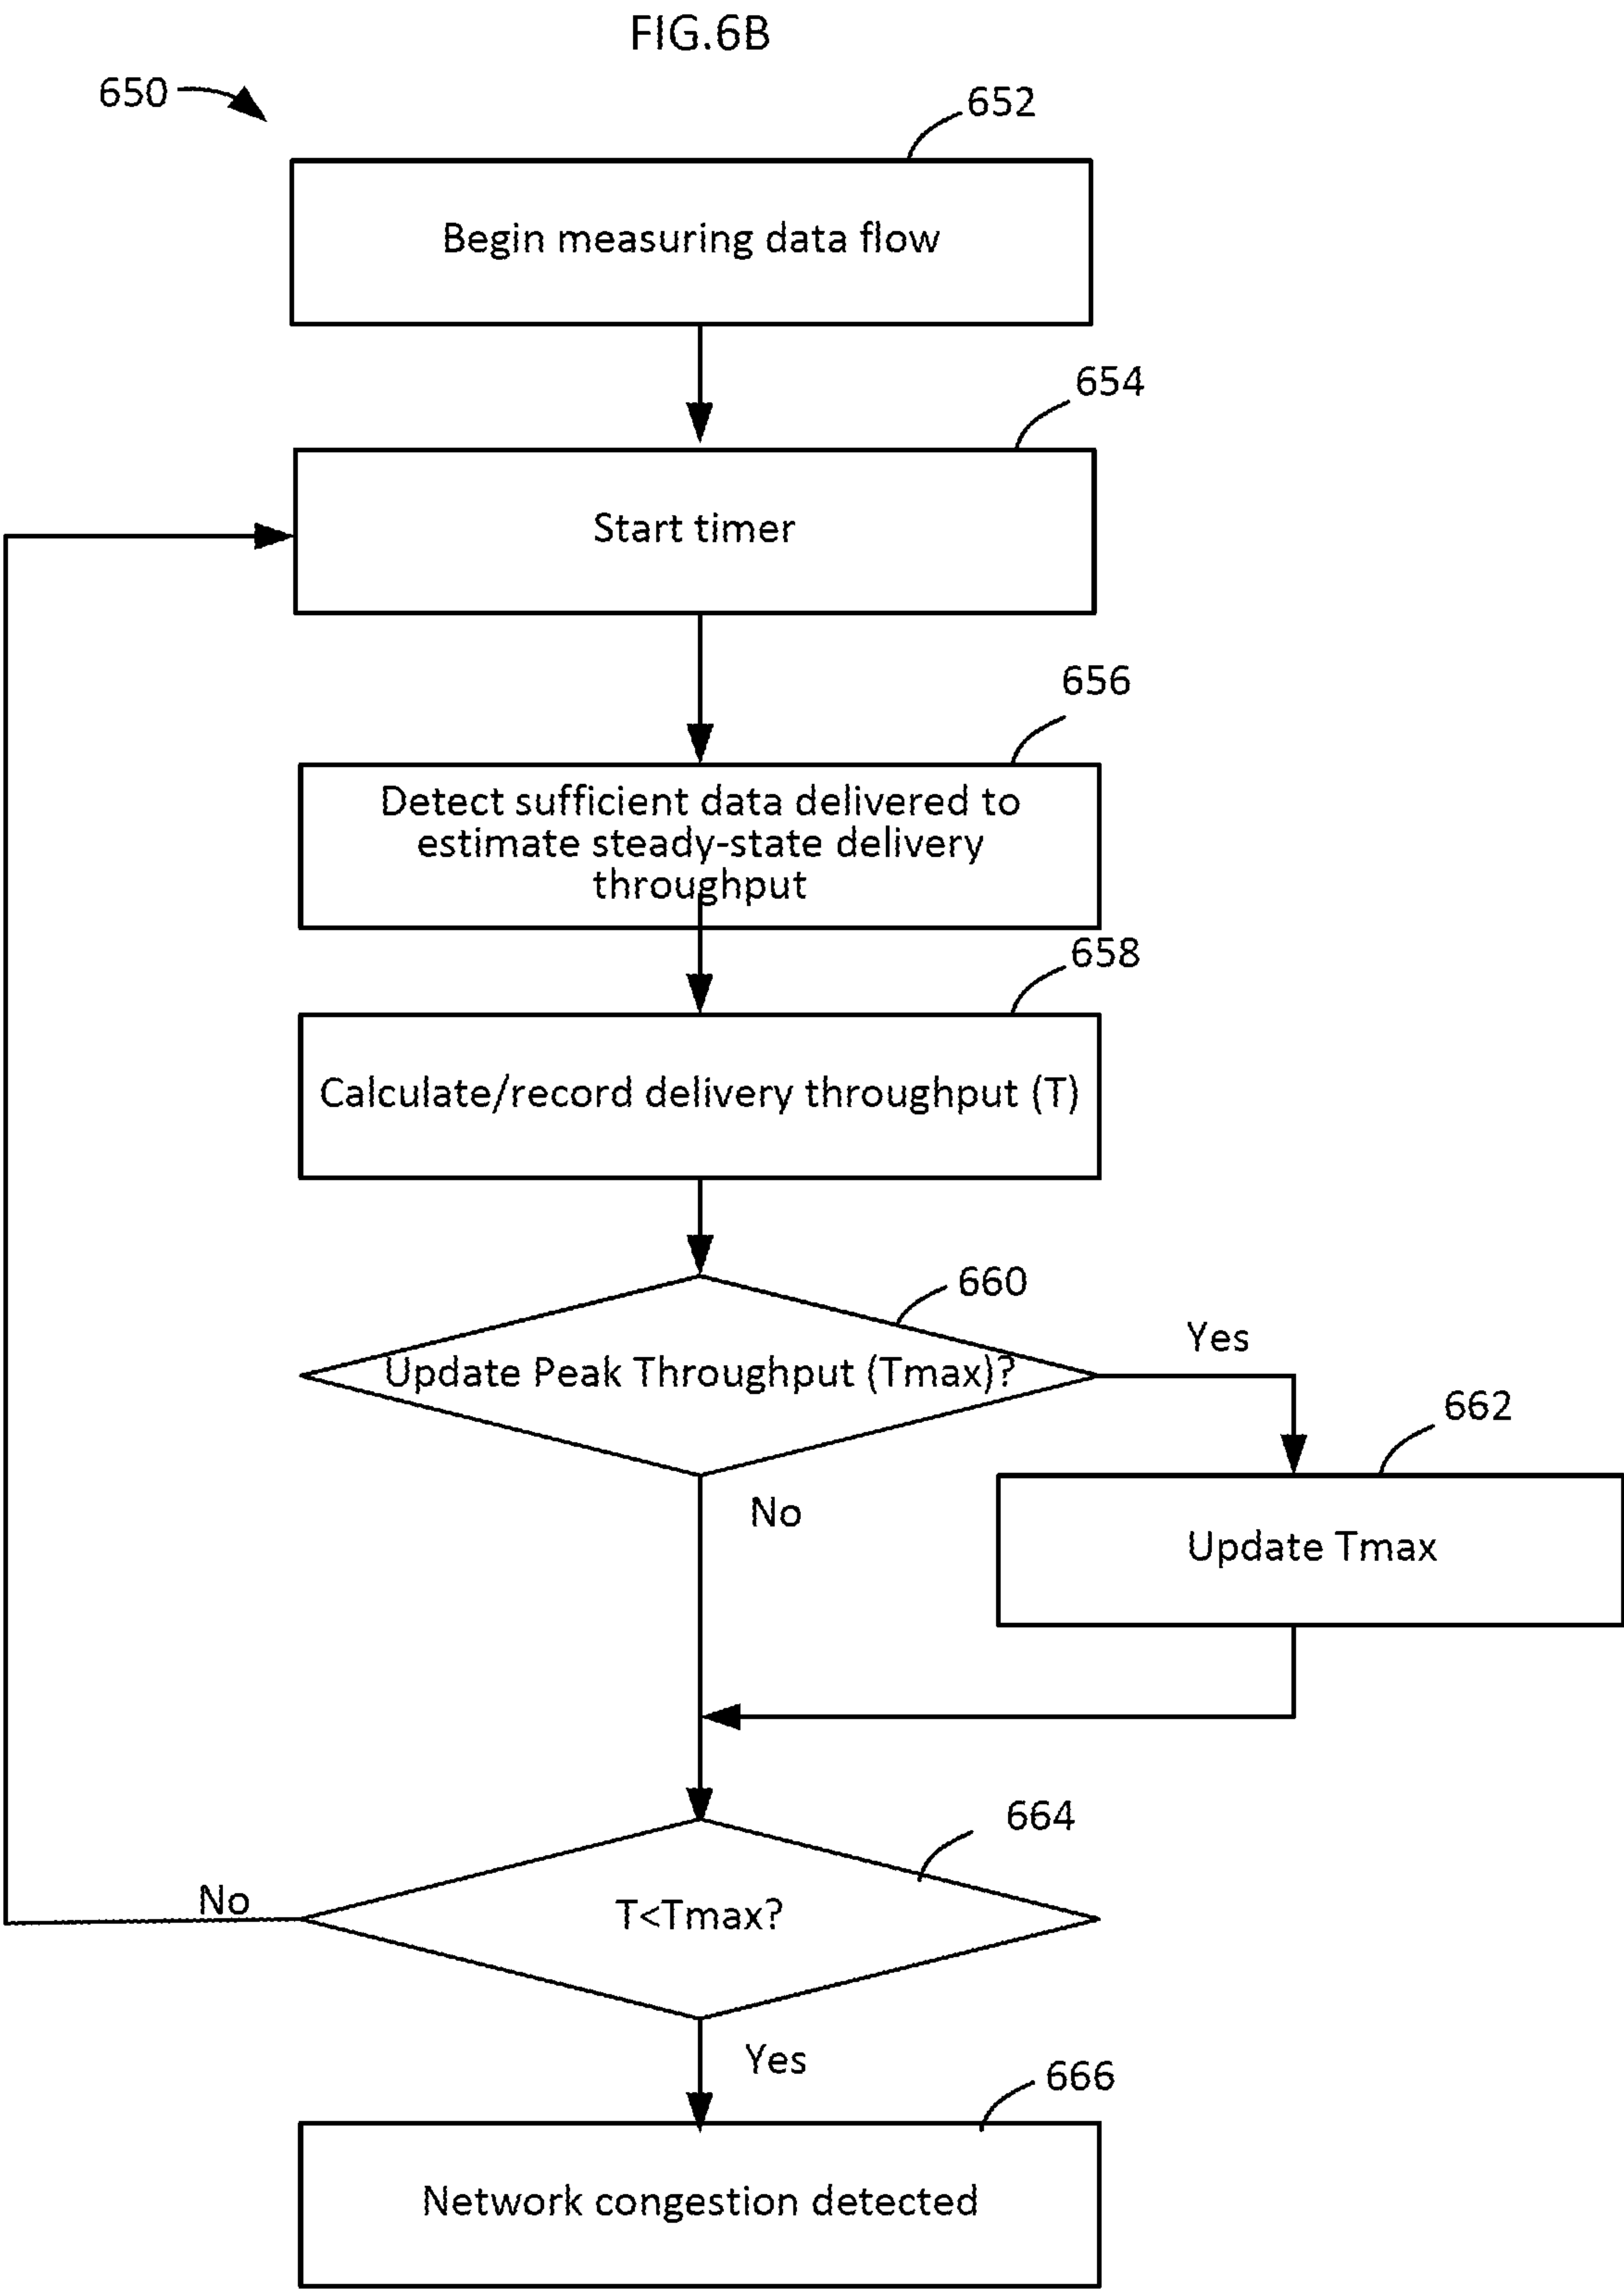 FIG.6B
650
652
Begin measuring data flow
654
Start timer
656
Detect sufficient data delivered to
estimate steady-state delivery
throughput
658
Calculate/record delivery throughput (T)
660
Update Peak Throughput (Tmax)?
Yes
662
No
Update Tmax
664
No
T<Tmax?
Yes
666
Network congestion detected